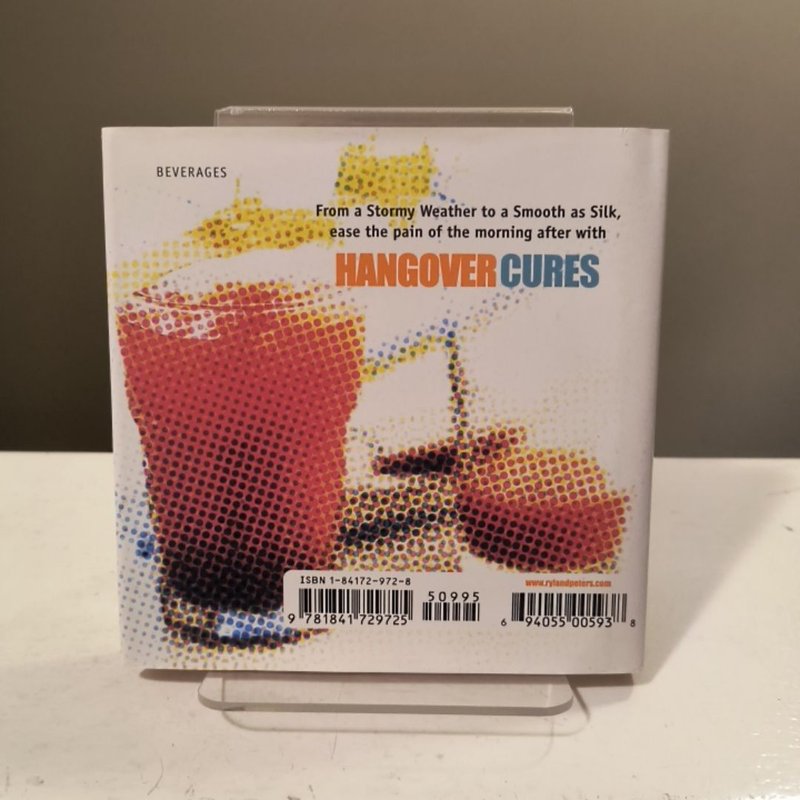 BEVERAGES
From a Stormy Weather to a Smooth as Silk,
ease the pain of the morning after with
HANGOVER CURES
ISBN 1-84172-972-8
50995
9 781841 729725
www.rylandpeters.com
6 94055 00593 8